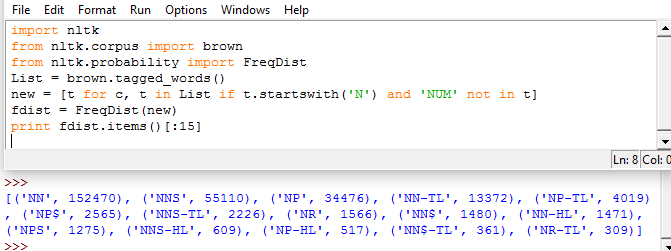 File Edit Format Run Options Windows Help
import nltk
from nltk.corpus import brown
from nltk.probability import FreqDist
List = brown.tagged_words()
new = [t for c, t in List if t.startswith('N') and 'NUM' not in t]
fdist = FreqDist(new)
print fdist.items()[:15]
Ln: 8 Col: 0
>>>
[('NN', 152470), ('NNS', 55110), ('NP', 34476), ('NN-TL', 13372), ('NP-TL', 4019)
, ('NP$', 2565), ('NNS-TL', 2226), ('NR', 1566), ('NN$', 1480), ('NN-HL', 1471),
('NPS', 1275), ('NNS-HL', 609), ('NP-HL', 517), ('NN$-TL', 361), ('NR-TL', 309)]
>>>